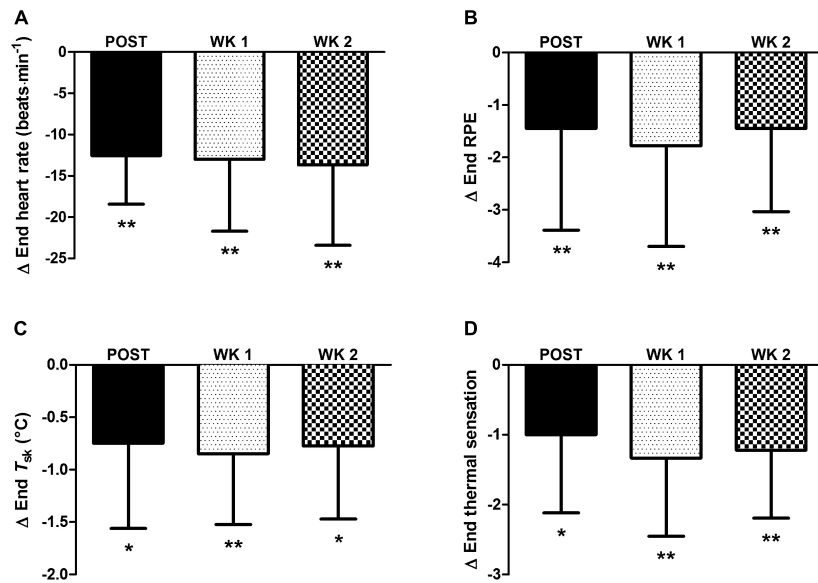 A
POST WK 1 WK 2
Δ End heart rate (beats·min⁻¹)
0
-5
-10
-15
-20
-25
** ** **
B
POST WK 1 WK 2
Δ End RPE
0
-1
-2
-3
-4
** ** **
C
POST WK 1 WK 2
Δ End Tsk (°C)
0.0
-0.5
-1.0
-1.5
-2.0
* ** *
D
POST WK 1 WK 2
Δ End thermal sensation
0
-1
-2
-3
* ** **